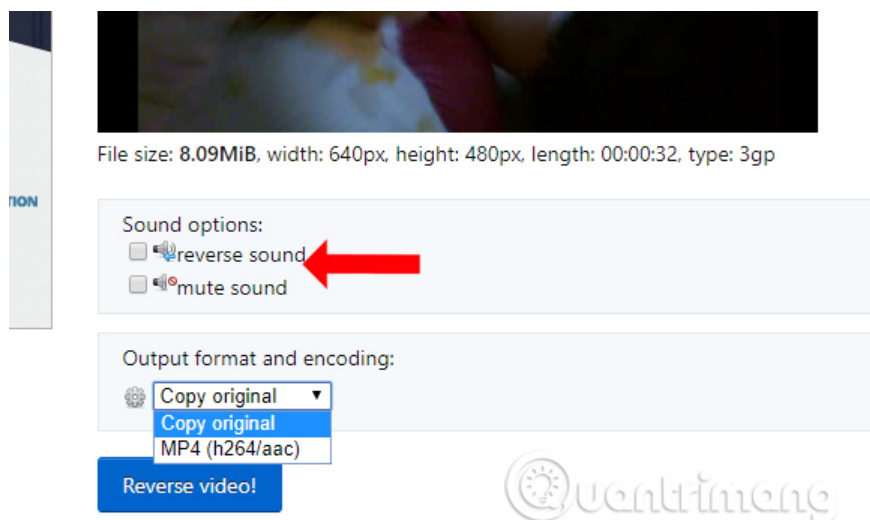 File size: 8.09MiB, width: 640px, height: 480px, length: 00:00:32, type: 3gp
TION
Sound options:
reverse sound
mute sound
Output format and encoding:
Copy original
Copy original
MP4 (h264/aac)
Reverse video!
Quantrimang